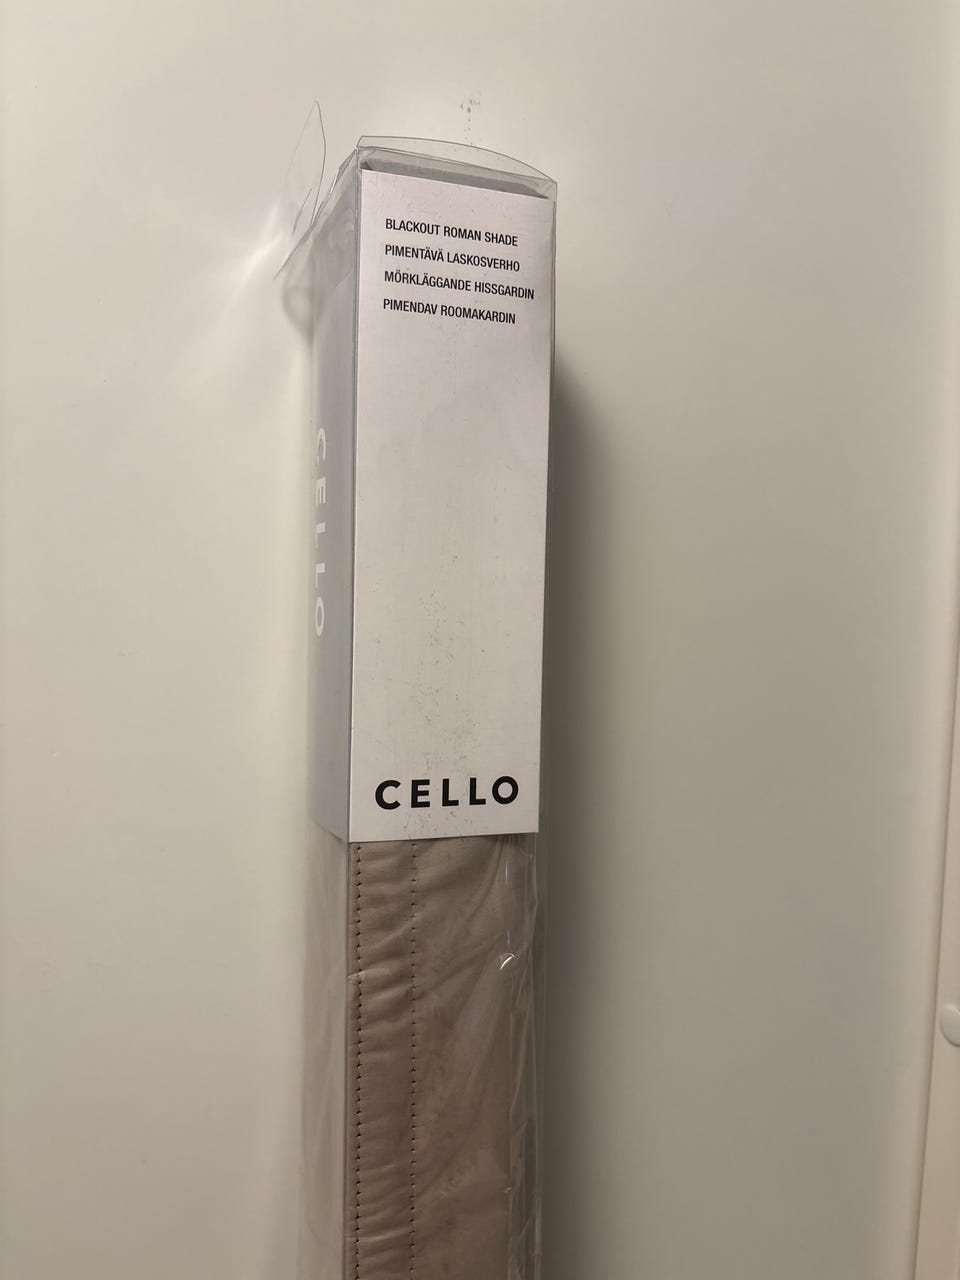 BLACKOUT ROMAN SHADE
PIMENTÄVÄ LASKOSVERHO
MÖRKLÄGGANDE HISSGARDIN
PIMENDAV ROOMAKARDIN
CELLO
CELLO